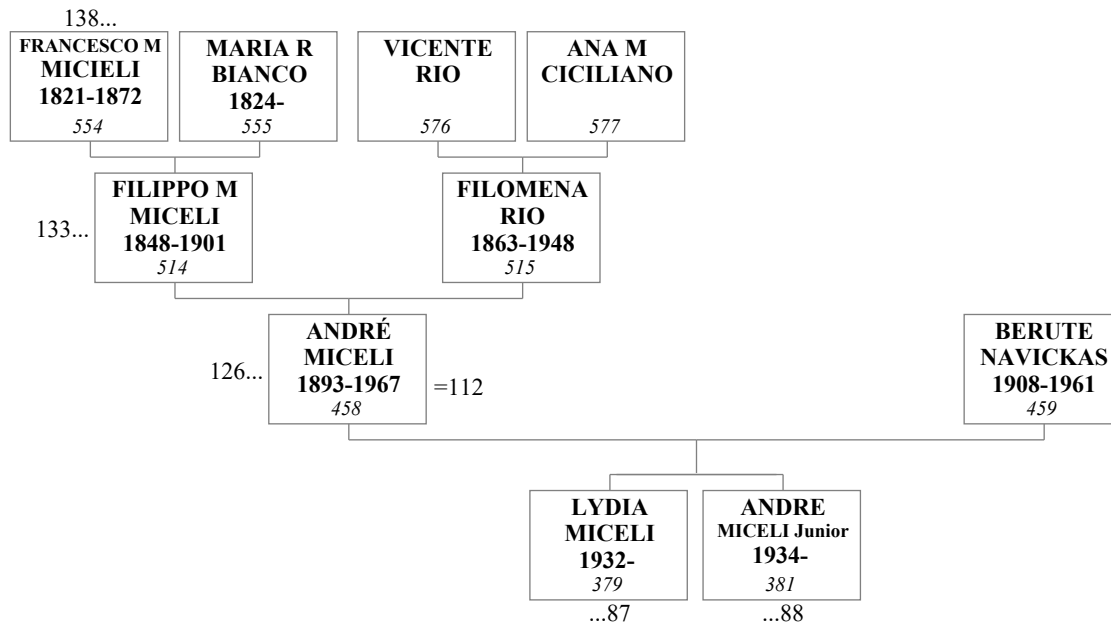 138...
FRANCESCO M
MICIELI
1821-1872
554
MARIA R
BIANCO
1824-
555
VICENTE
RIO
576
ANA M
CICILIANO
577
133...
FILIPPO M
MICELI
1848-1901
514
FILOMENA
RIO
1863-1948
515
126...
ANDRÉ
MICELI
1893-1967
458
=112
BERUTE
NAVICKAS
1908-1961
459
LYDIA
MICELI
1932-
379
...87
ANDRE
MICELI Junior
1934-
381
...88